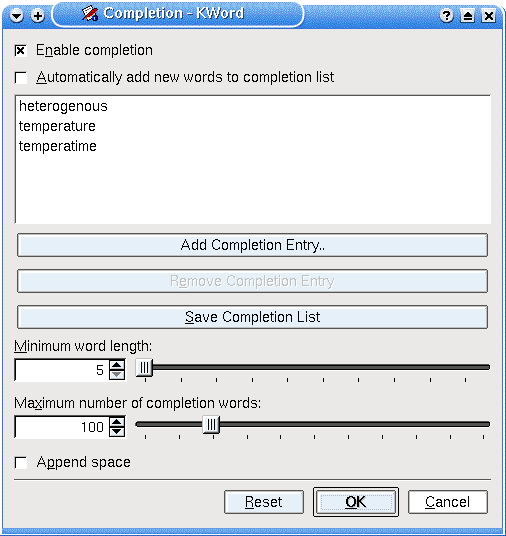 Completion - KWord
Enable completion
Automatically add new words to completion list
heterogenous
temperature
temperatime
Add Completion Entry..
Remove Completion Entry
Save Completion List
Minimum word length:
5
Maximum number of completion words:
100
Append space
Reset OK Cancel